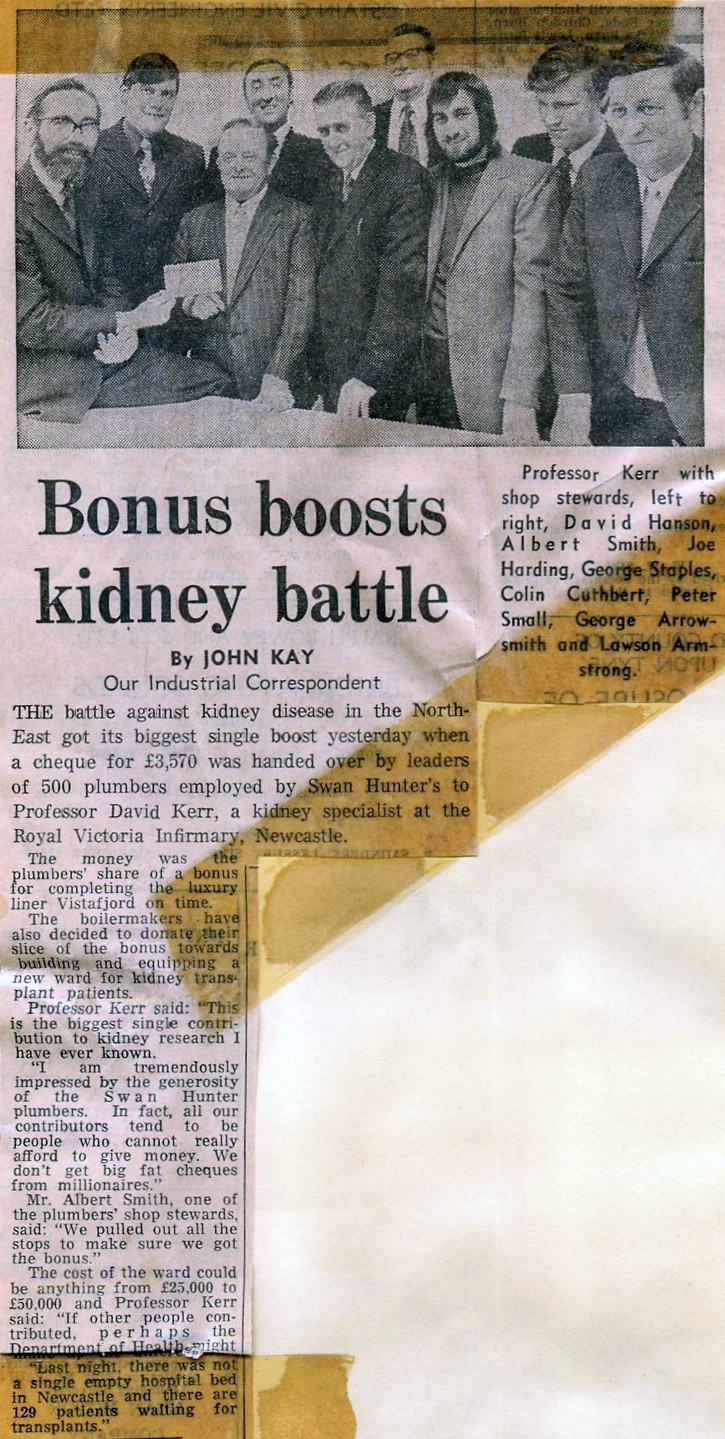 Bonus boosts
kidney battle
By JOHN KAY
Our Industrial Correspondent
Professor Kerr with
shop stewards, left to
right, David Hanson,
Albert Smith, Joe
Harding, George Staples,
Colin Cuthbert, Peter
Small, George Arrow-
smith and Lawson Arm-
strong.
THE battle against kidney disease in the North-
East got its biggest single boost yesterday when
a cheque for £3,570 was handed over by leaders
of 500 plumbers employed by Swan Hunter's to
Professor David Kerr, a kidney specialist at the
Royal Victoria Infirmary, Newcastle.
The money was the
plumbers' share of a bonus
for completing the luxury
liner Vistafjord on time.
The boilermakers have
also decided to donate their
slice of the bonus towards
building and equipping a
new ward for kidney trans-
plant patients.
Professor Kerr said: "This
is the biggest single contri-
bution to kidney research I
have ever known.
"I am tremendously
impressed by the generosity
of the Swan Hunter
plumbers. In fact, all our
contributors tend to be
people who cannot really
afford to give money. We
don't get big fat cheques
from millionaires."
Mr. Albert Smith, one of
the plumbers' shop stewards,
said: "We pulled out all the
stops to make sure we got
the bonus."
The cost of the ward could
be anything from £25,000 to
£50,000 and Professor Kerr
said: "If other people con-
tributed, perhaps the
Department of Health might
"Last night, there was not
a single empty hospital bed
in Newcastle and there are
129 patients waiting for
transplants."